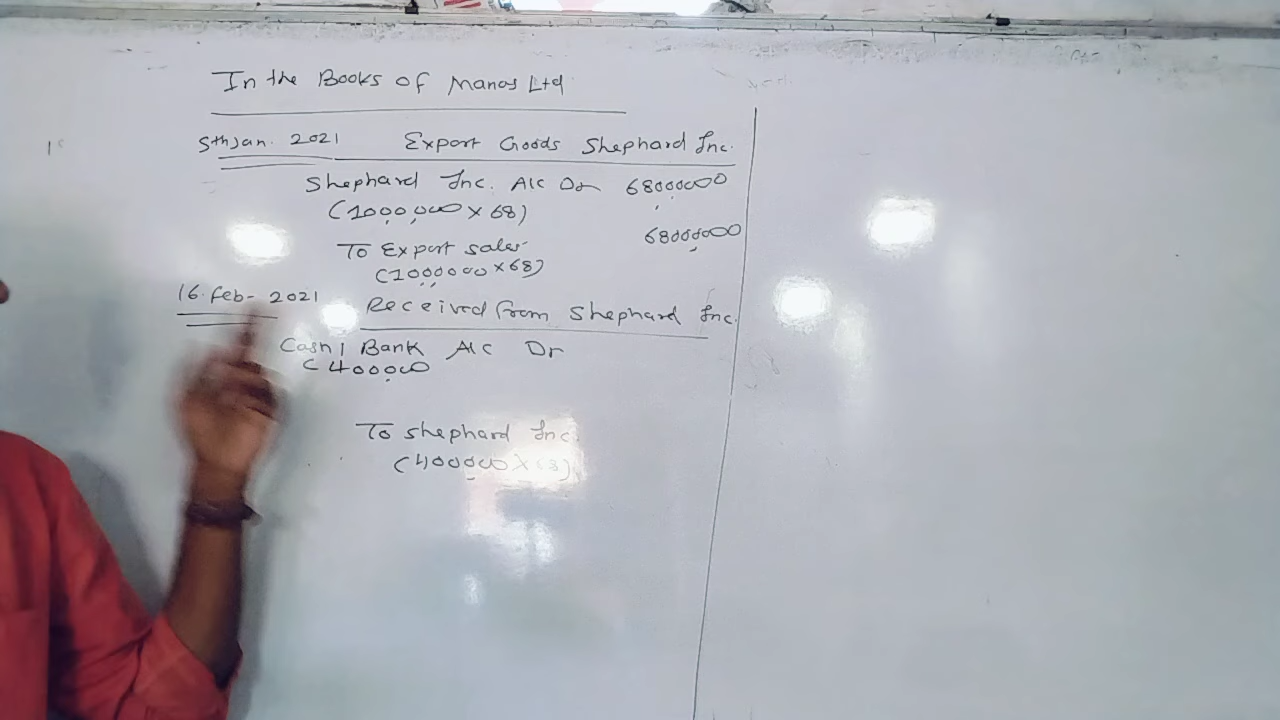 In the Books of Manas Ltd
5th Jan. 2021 Export Goods Shephard Inc.
Shephard Inc. A/c Dr 68000000
(1000,000 x 68)
68000000
To Export sales
(1000000 x 68)
16. Feb- 2021 Received from Shephard Inc.
Cash / Bank A/c Dr
(400000
To shephard Inc.
(400000 x 68)